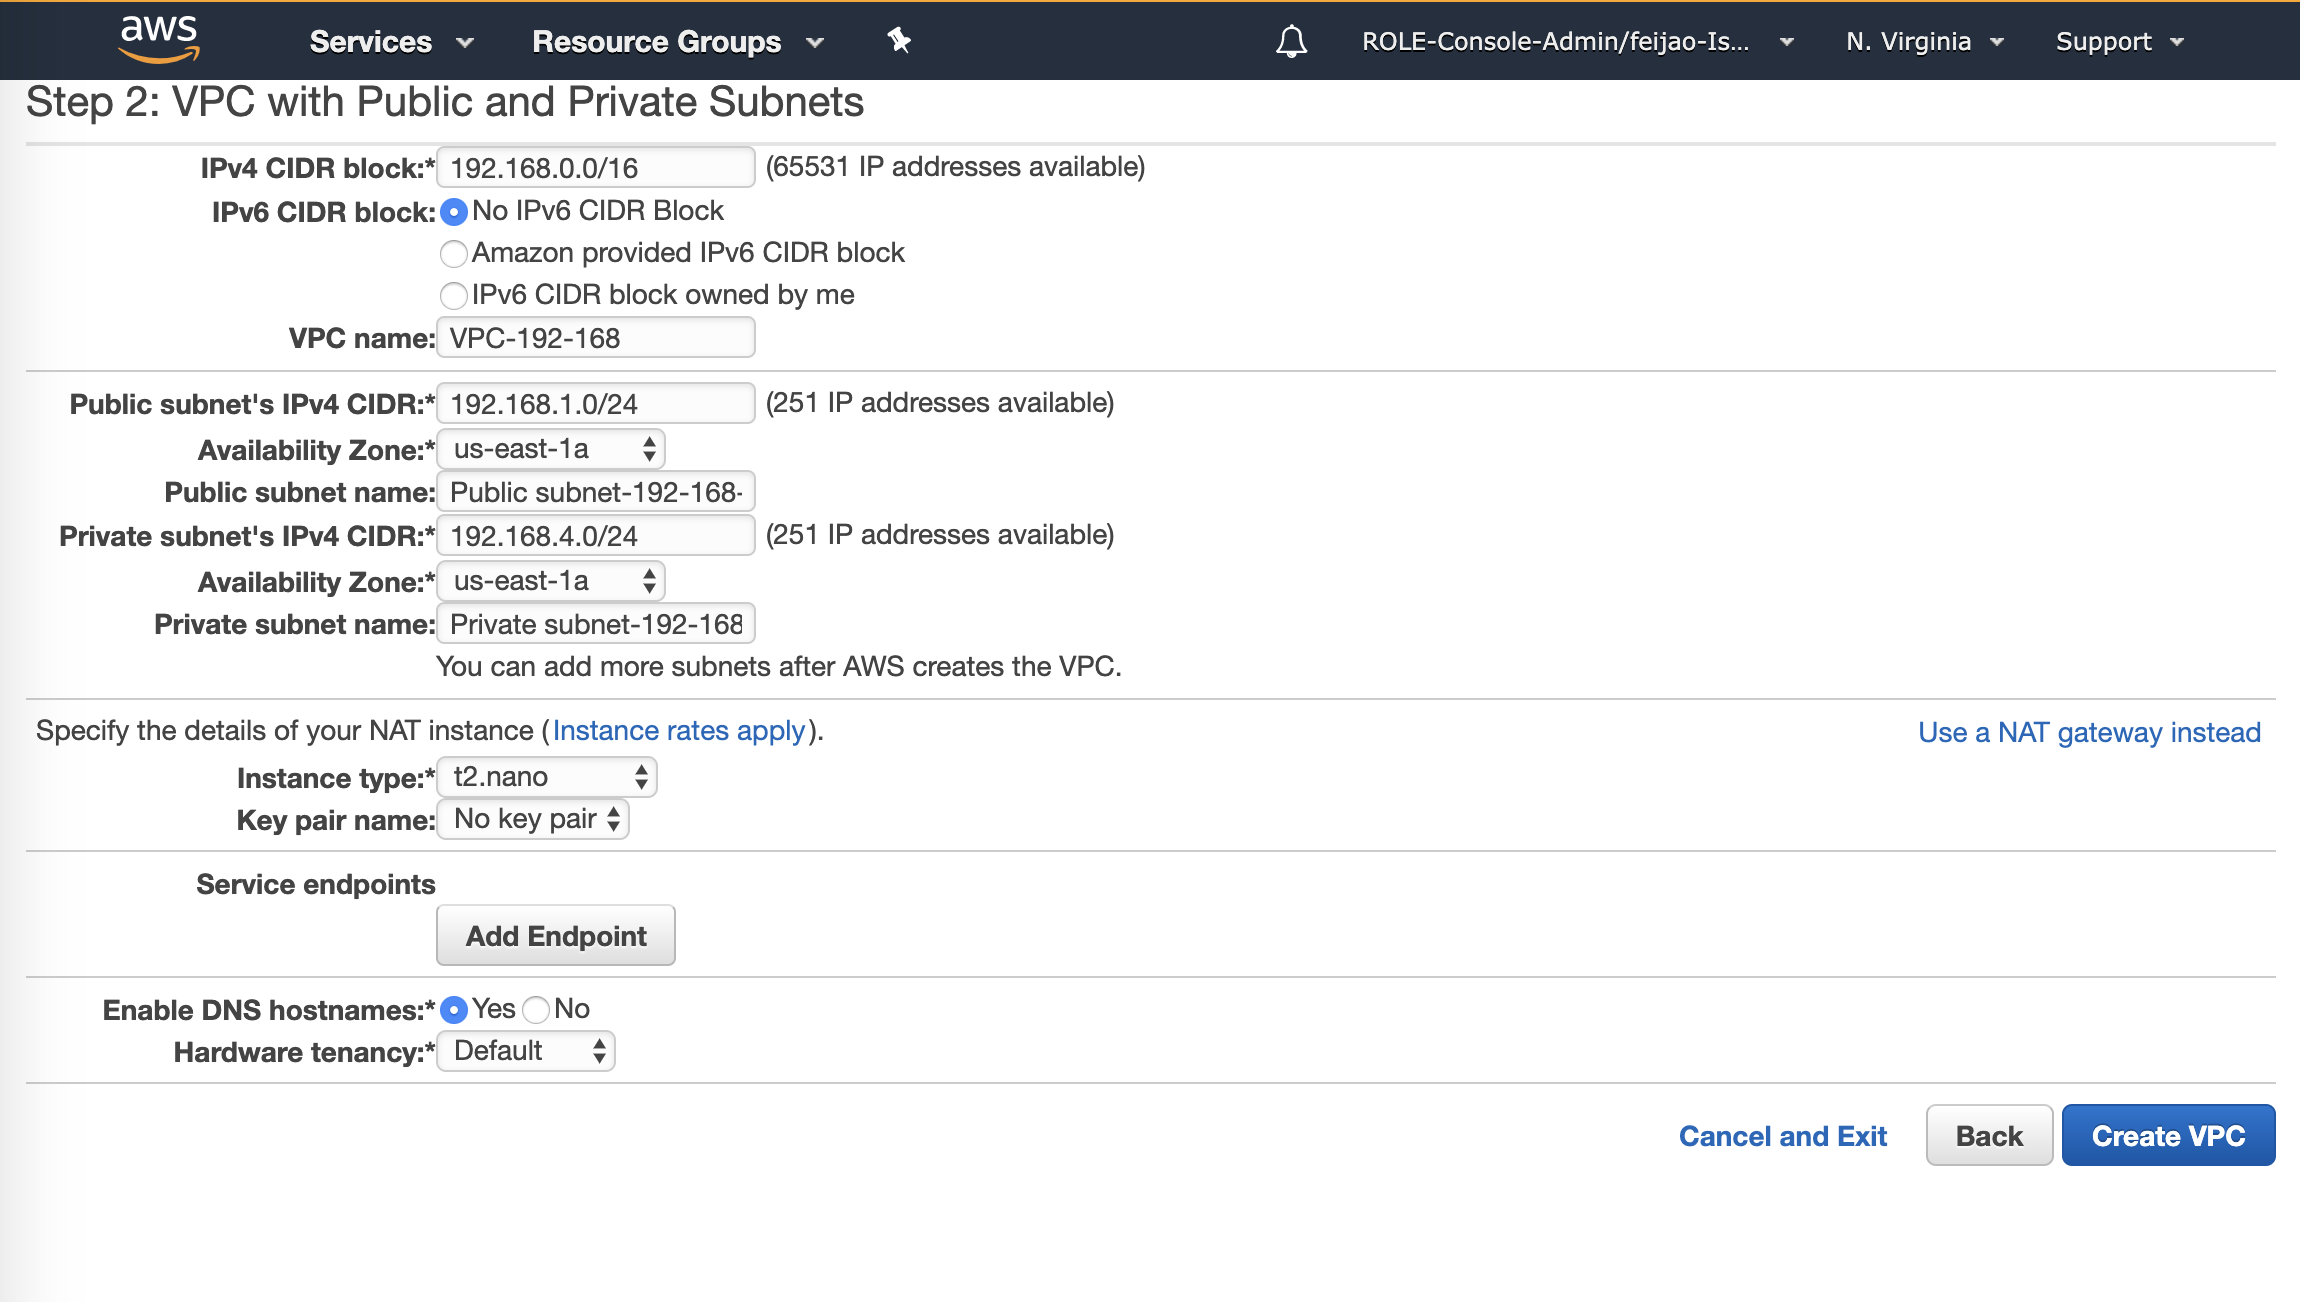 aws Services Resource Groups ROLE-Console-Admin/feijao-Is... N. Virginia Support
Step 2: VPC with Public and Private Subnets
IPv4 CIDR block:* 192.168.0.0/16 (65531 IP addresses available)
IPv6 CIDR block: No IPv6 CIDR Block
Amazon provided IPv6 CIDR block
IPv6 CIDR block owned by me
VPC name: VPC-192-168
Public subnet's IPv4 CIDR:* 192.168.1.0/24 (251 IP addresses available)
Availability Zone:* us-east-1a
Public subnet name: Public subnet-192-168-
Private subnet's IPv4 CIDR:* 192.168.4.0/24 (251 IP addresses available)
Availability Zone:* us-east-1a
Private subnet name: Private subnet-192-168
You can add more subnets after AWS creates the VPC.
Specify the details of your NAT instance (Instance rates apply). Use a NAT gateway instead
Instance type:* t2.nano
Key pair name: No key pair
Service endpoints
Add Endpoint
Enable DNS hostnames:* Yes No
Hardware tenancy:* Default
Cancel and Exit Back Create VPC